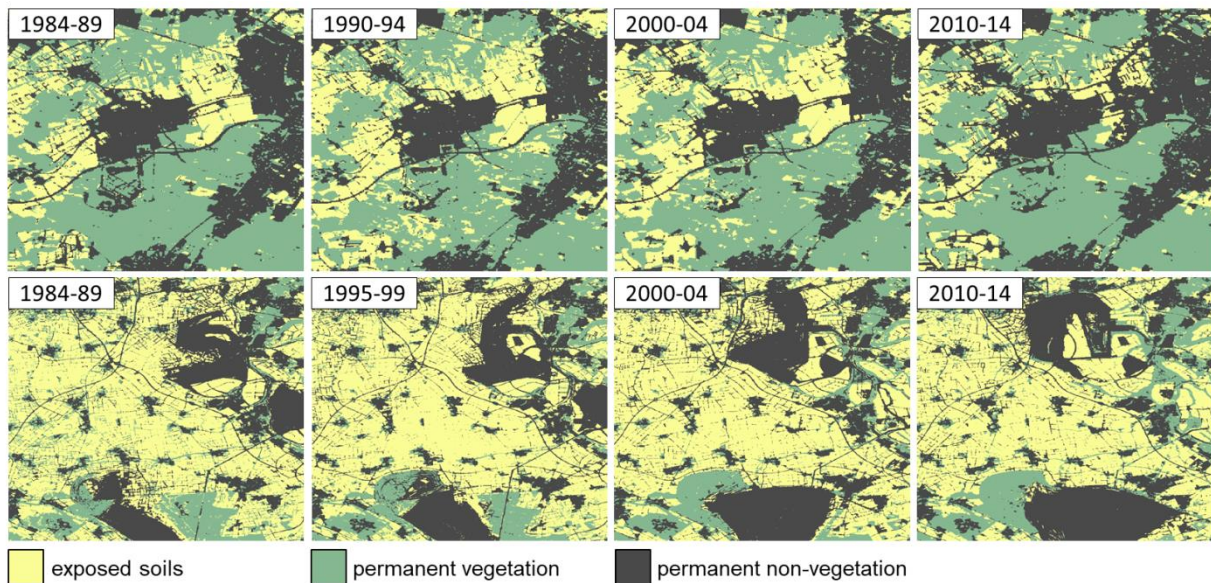 1984-89
1990-94
2000-04
2010-14
1984-89
1995-99
2000-04
2010-14
exposed soils
permanent vegetation
permanent non-vegetation